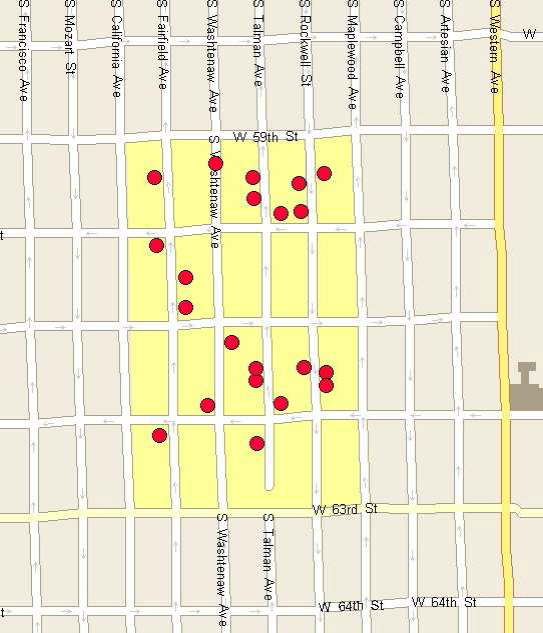 S Francisco Ave
S Mozart St
S California Ave
S Fairfield Ave
S Washtenaw Ave
S Talman Ave
S Rockwell St
S Maplewood Ave
S Campbell Ave
S Artesian Ave
S Western Ave
W
W 59th St
S Washtenaw Ave
t
W 63rd St
S Washtenaw Ave
S Talman Ave
W 64th St
W 64th St
t